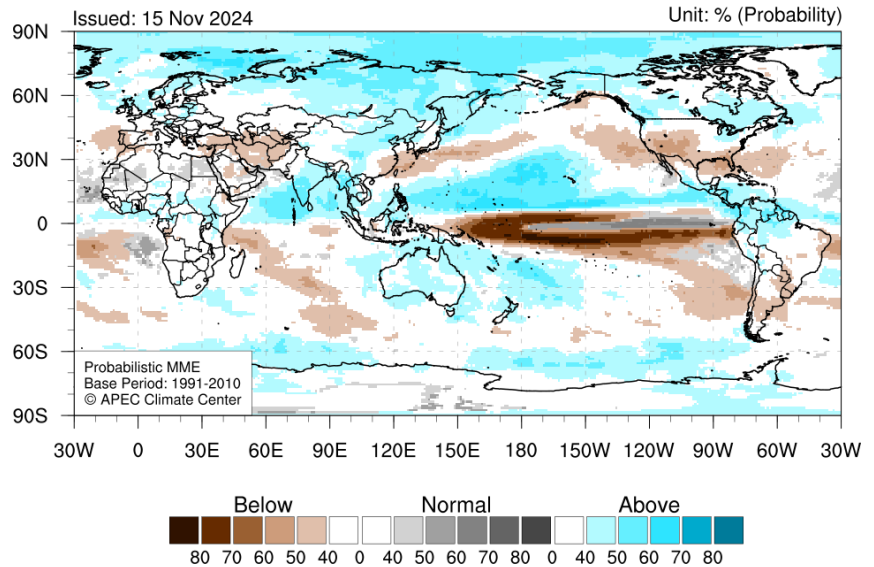 Issued: 15 Nov 2024
Unit: % (Probability)
90N
60N
30N
0
30S
60S
90S
Probabilistic MME
Base Period: 1991-2010
© APEC Climate Center
30W 0 30E 60E 90E 120E 150E 180 150W 120W 90W 60W 30W
Below Normal Above
80 70 60 50 40 0 40 50 60 70 80 0 40 50 60 70 80